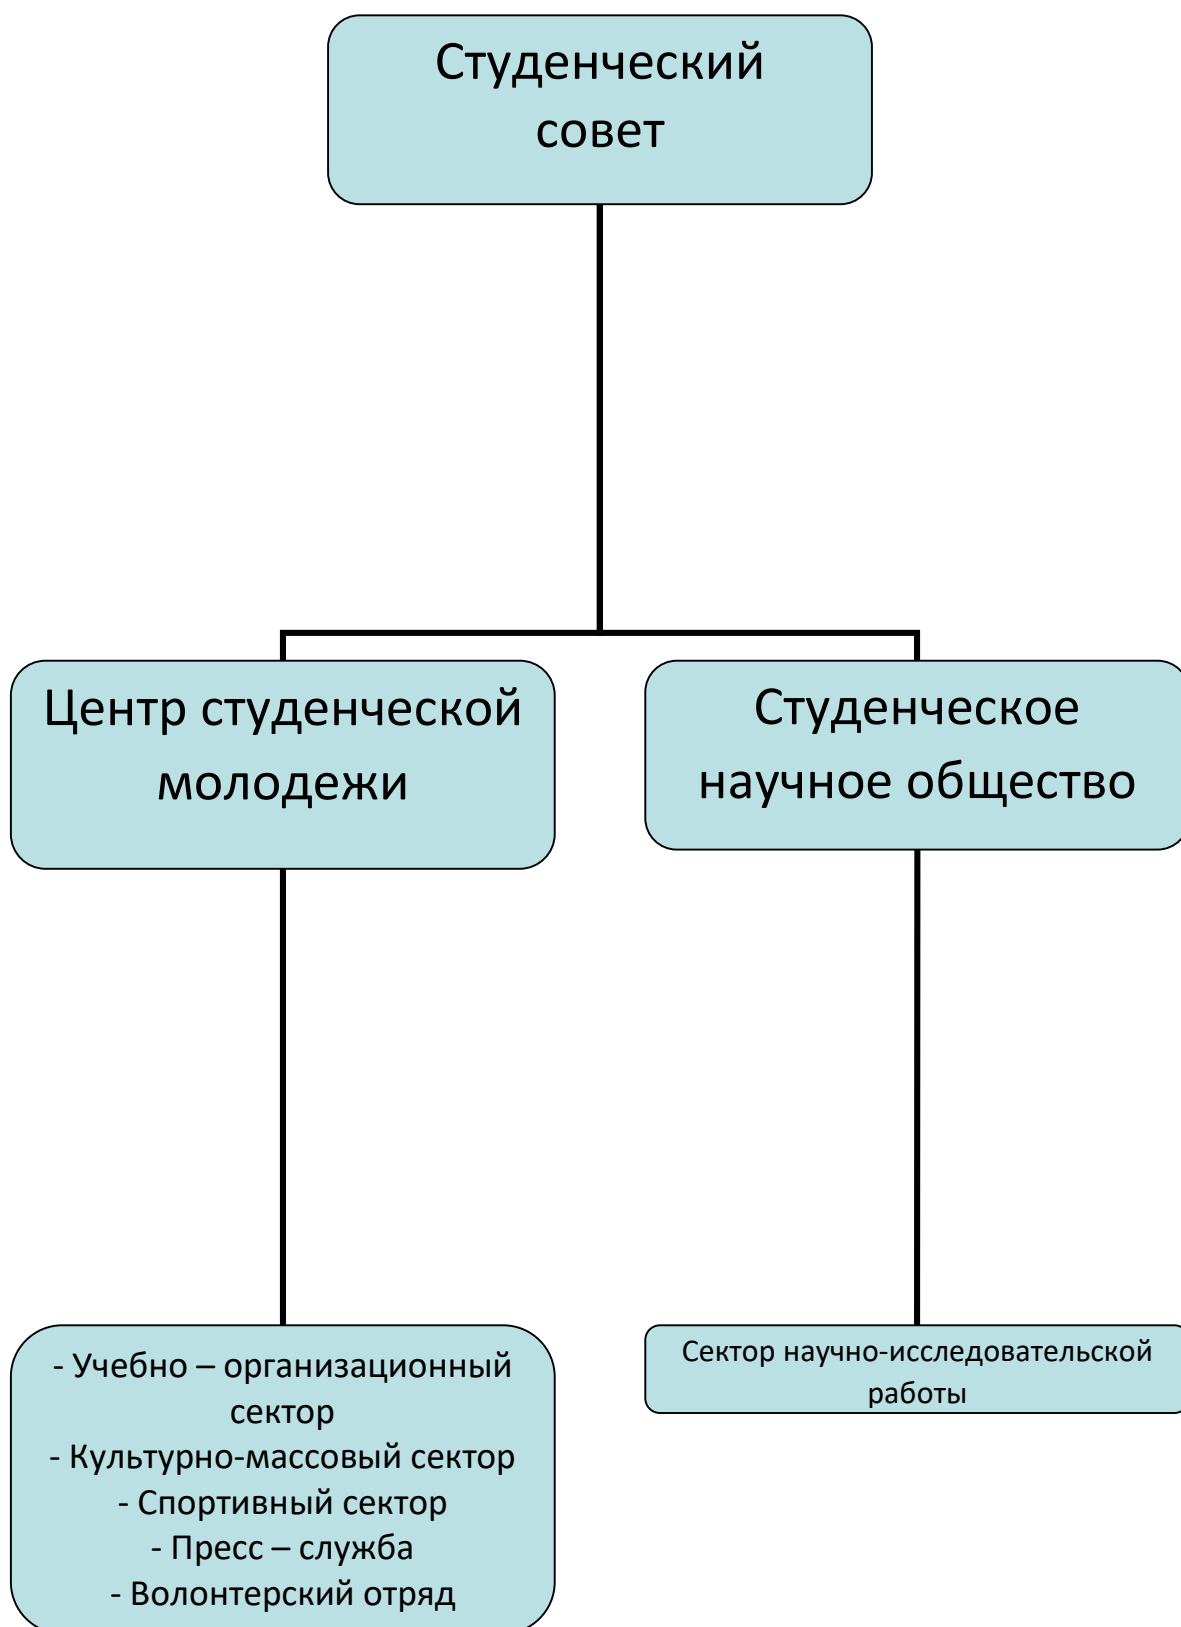 Студенческий
совет
Центр студенческой
молодежи
Студенческое
научное общество
- Учебно – организационный
сектор
- Культурно-массовый сектор
- Спортивный сектор
- Пресс – служба
- Волонтерский отряд
Сектор научно-исследовательской
работы